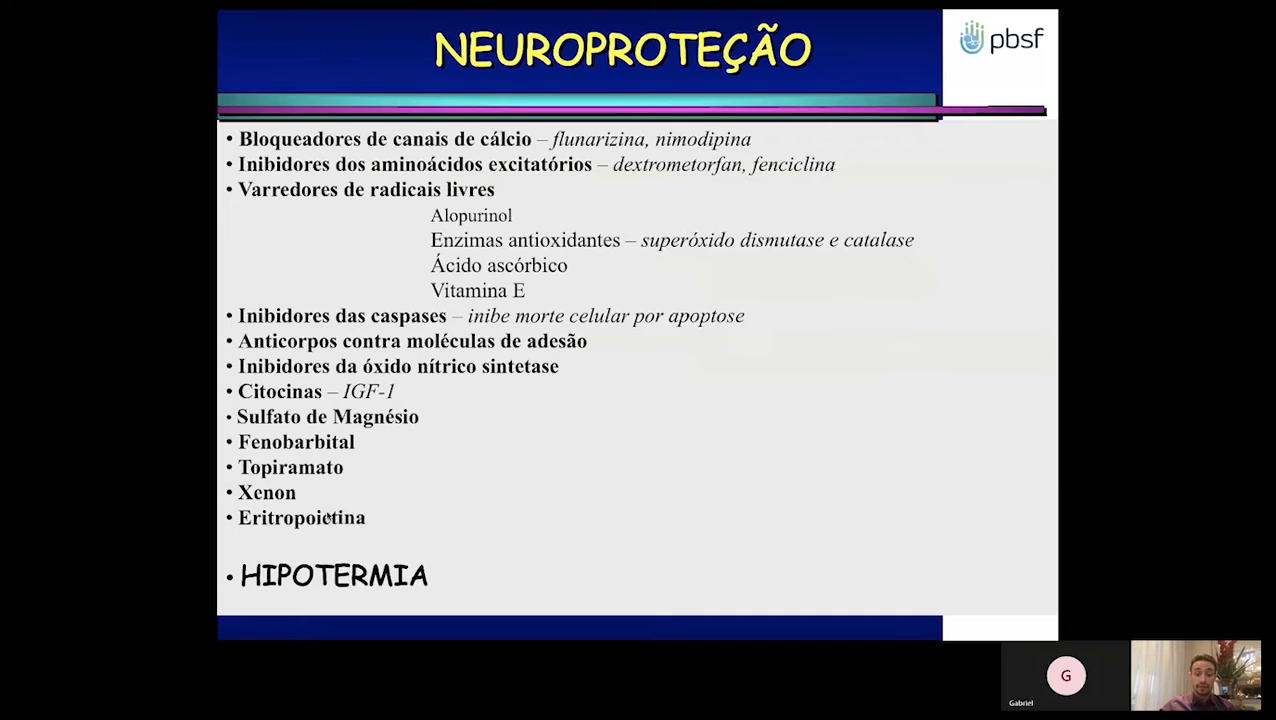 NEUROPROTEÇÃO
pbsf
• Bloqueadores de canais de cálcio – flunarizina, nimodipina
• Inibidores dos aminoácidos excitatórios – dextrometorfan, fenciclina
• Varredores de radicais livres
Alopurinol
Enzimas antioxidantes – superóxido dismutase e catalase
Ácido ascórbico
Vitamina E
• Inibidores das caspases – inibe morte celular por apoptose
• Anticorpos contra moléculas de adesão
• Inibidores da óxido nítrico sintetase
• Citocinas – IGF-1
• Sulfato de Magnésio
• Fenobarbital
• Topiramato
• Xenon
• Eritropoietina
• HIPOTERMIA
G
Gabriel